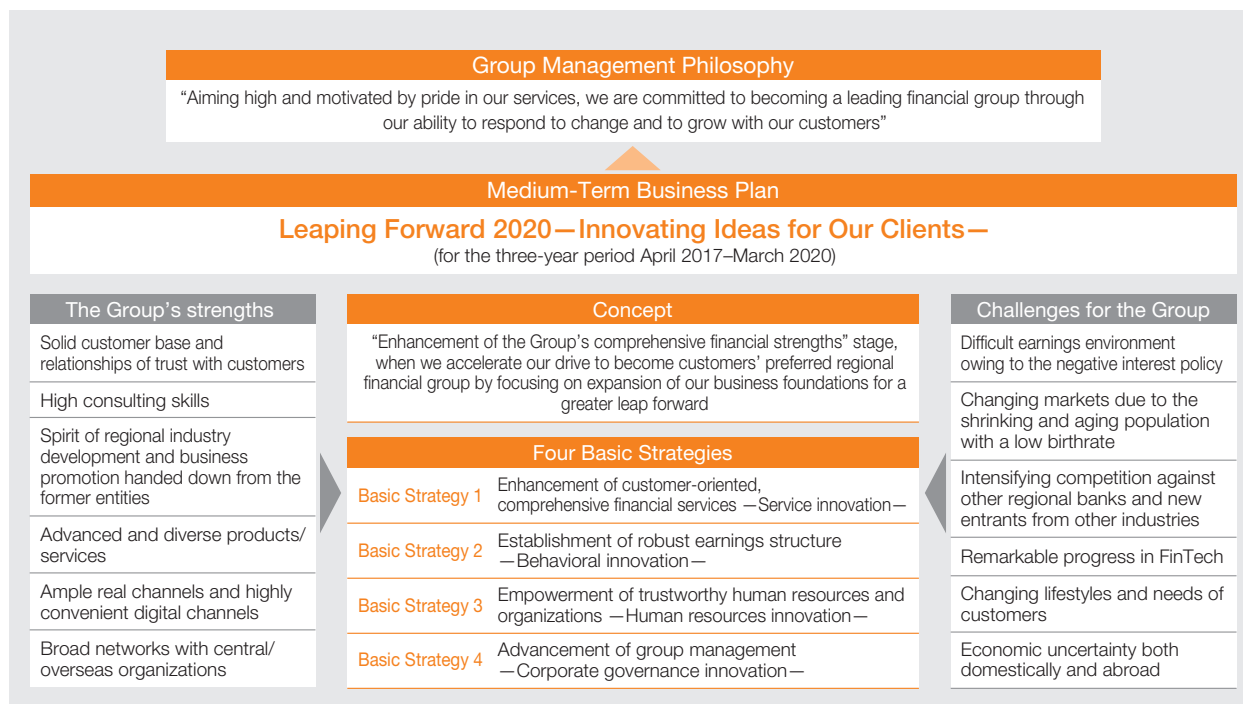 Group Management Philosophy
“Aiming high and motivated by pride in our services, we are committed to becoming a leading financial group through
our ability to respond to change and to grow with our customers”
Medium-Term Business Plan
Leaping Forward 2020—Innovating Ideas for Our Clients—
(for the three-year period April 2017–March 2020)
The Group’s strengths
Solid customer base and
relationships of trust with customers
High consulting skills
Spirit of regional industry
development and business
promotion handed down from the
former entities
Advanced and diverse products/
services
Ample real channels and highly
convenient digital channels
Broad networks with central/
overseas organizations
Concept
“Enhancement of the Group’s comprehensive financial strengths” stage,
when we accelerate our drive to become customers’ preferred regional
financial group by focusing on expansion of our business foundations for a
greater leap forward
Four Basic Strategies
Basic Strategy 1
Enhancement of customer-oriented,
comprehensive financial services —Service innovation—
Basic Strategy 2
Establishment of robust earnings structure
—Behavioral innovation—
Basic Strategy 3
Empowerment of trustworthy human resources and
organizations —Human resources innovation—
Basic Strategy 4
Advancement of group management
—Corporate governance innovation—
Challenges for the Group
Difficult earnings environment
owing to the negative interest policy
Changing markets due to the
shrinking and aging population
with a low birthrate
Intensifying competition against
other regional banks and new
entrants from other industries
Remarkable progress in FinTech
Changing lifestyles and needs of
customers
Economic uncertainty both
domestically and abroad